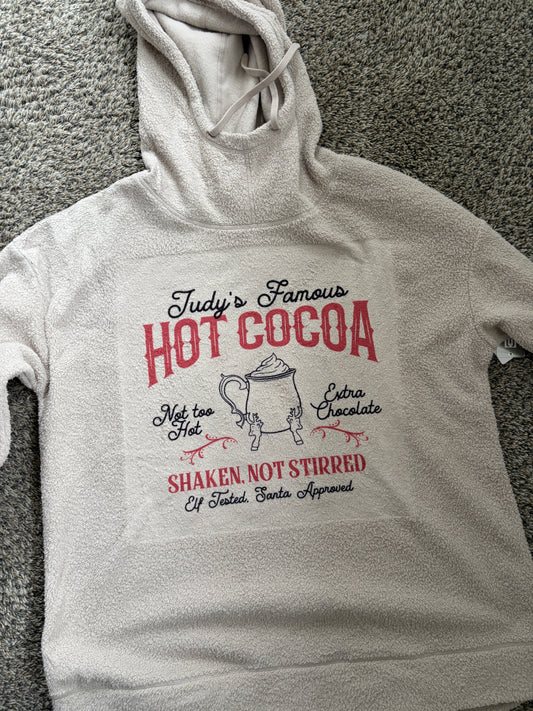 Judy's Famous
HOT COCOA
Not too
Hot
Extra
Chocolate
SHAKEN, NOT STIRRED
Elf Tested, Santa Approved